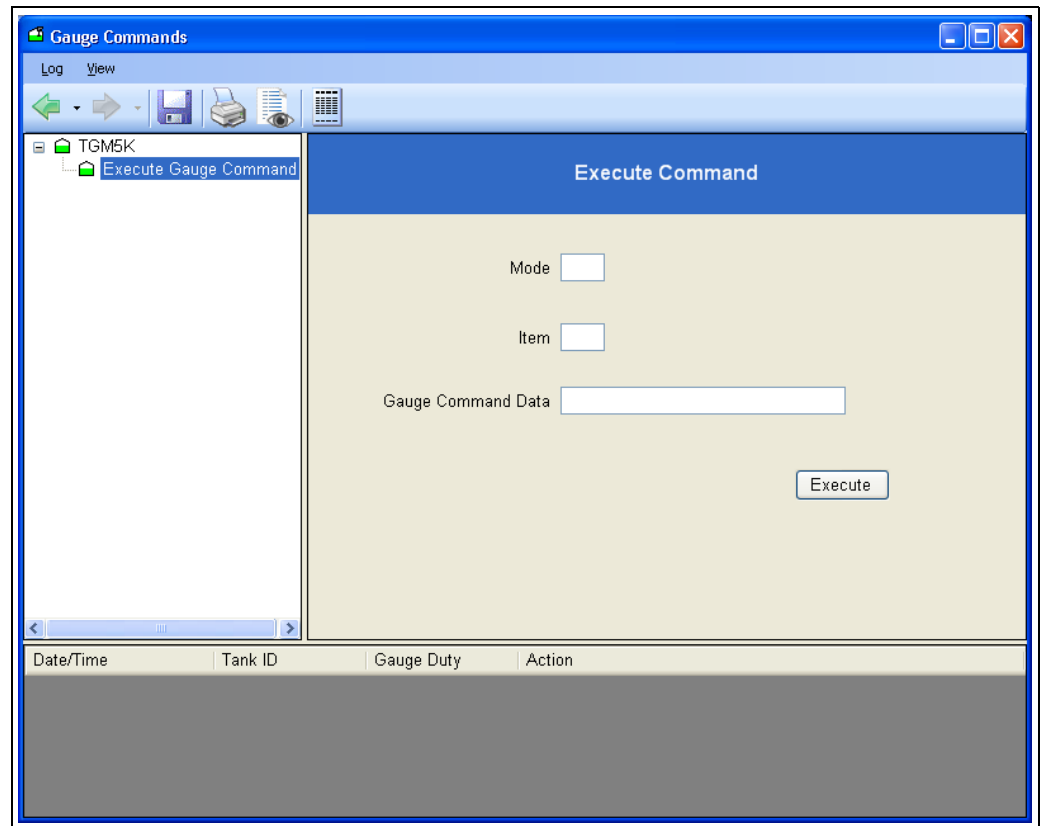 Gauge Commands
Log View
TGM5K
Execute Gauge Command
Execute Command
Mode
Item
Gauge Command Data
Execute
Date/Time Tank ID Gauge Duty Action